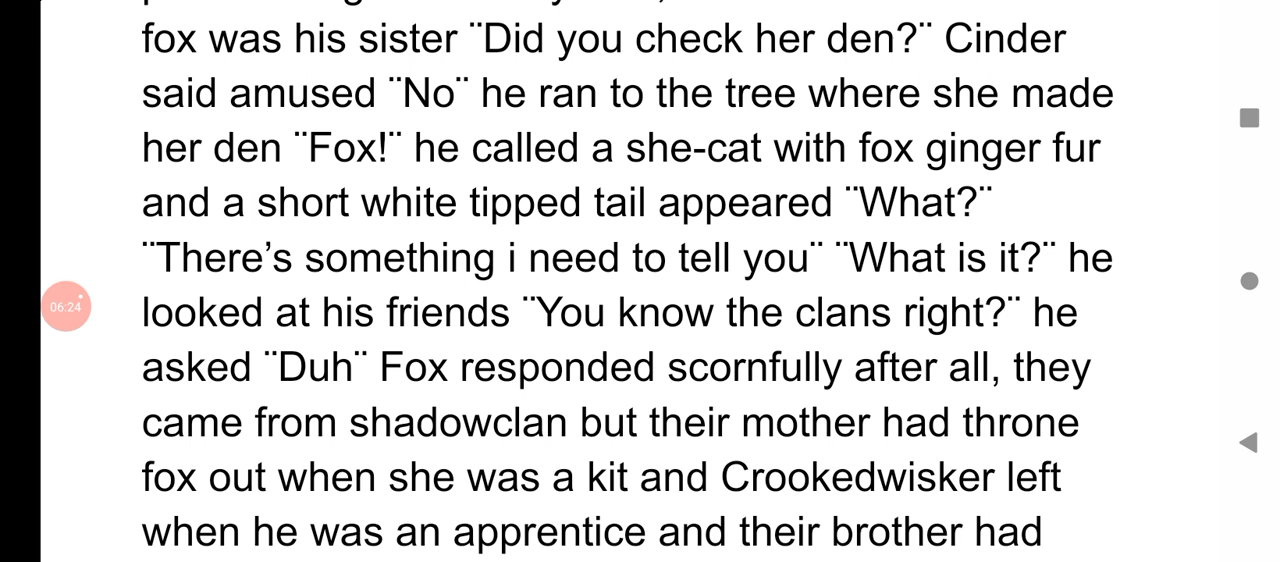 fox was his sister ¨Did you check her den?¨ Cinder
said amused ¨No¨ he ran to the tree where she made
her den ¨Fox!¨ he called a she-cat with fox ginger fur
and a short white tipped tail appeared ¨What?¨
¨There’s something i need to tell you¨ ¨What is it?¨ he
looked at his friends ¨You know the clans right?¨ he
06:24
asked ¨Duh¨ Fox responded scornfully after all, they
came from shadowclan but their mother had throne
fox out when she was a kit and Crookedwisker left
when he was an apprentice and their brother had